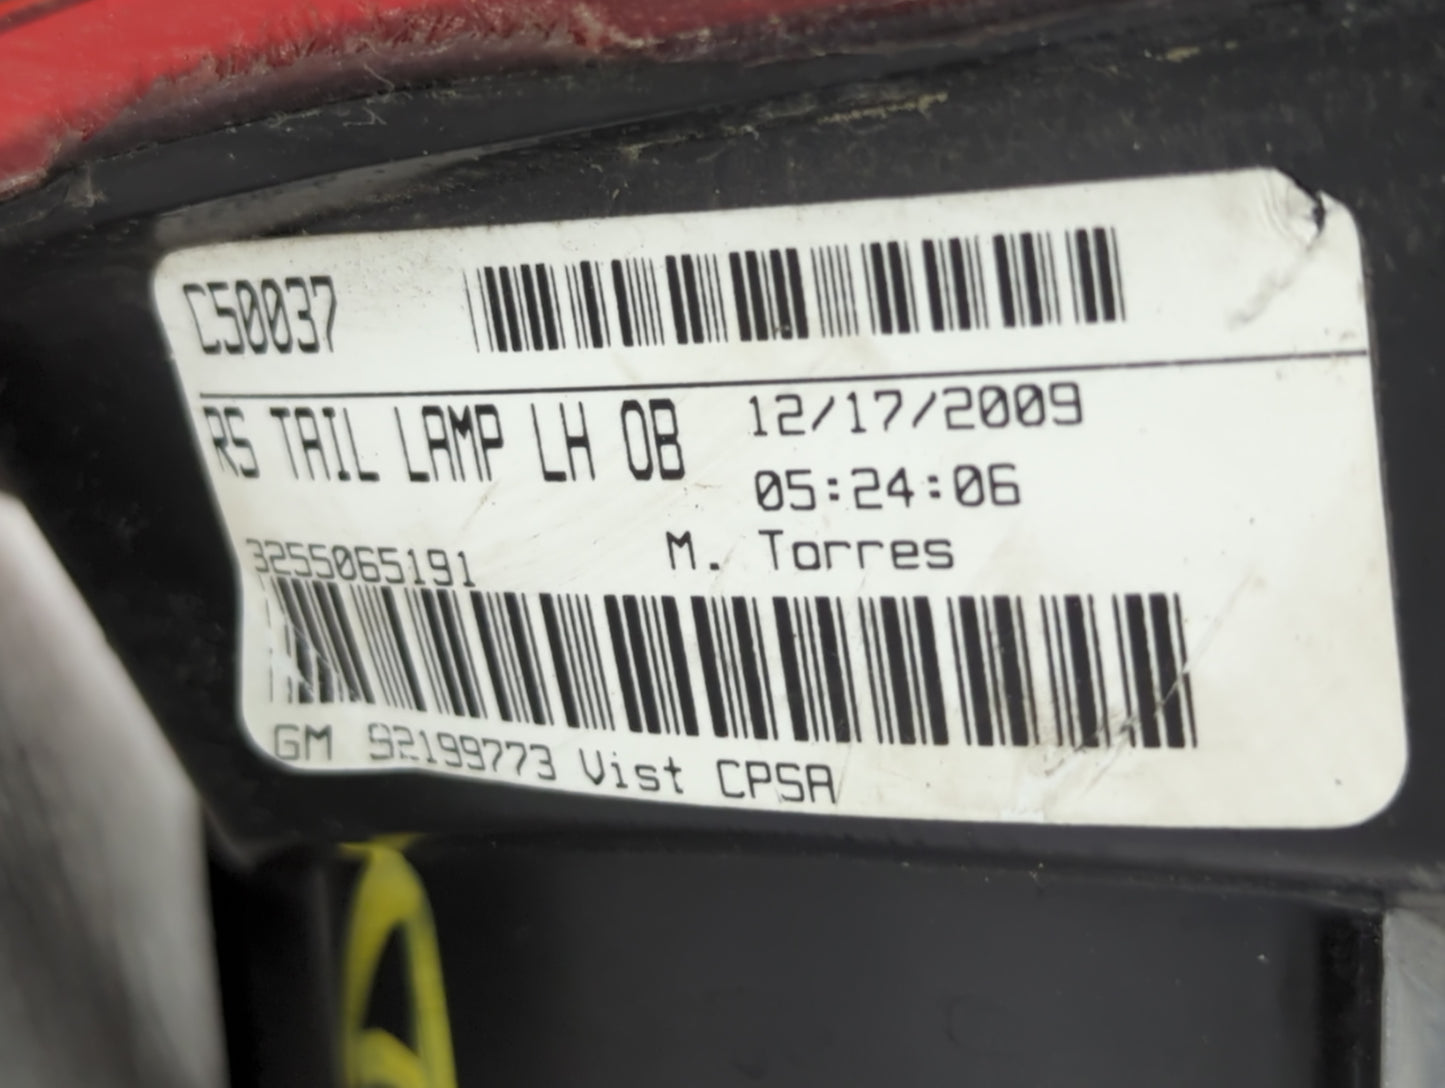 C50037
RS TAIL LAMP LH OB
12/17/2009
05:24:06
3255065191
M. Torres
GM 92199773 Vist CPSA